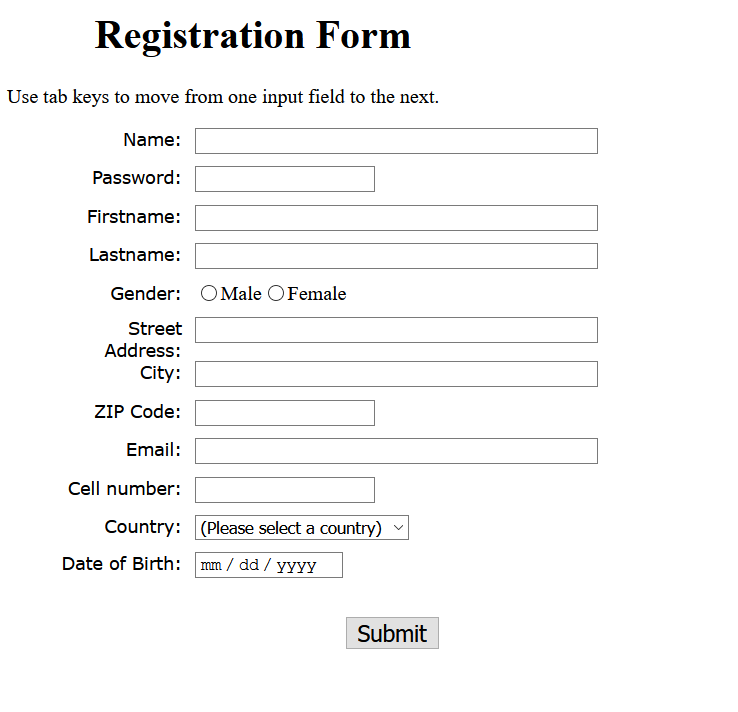 Registration Form
Use tab keys to move from one input field to the next.
Name:
Password:
Firstname:
Lastname:
Gender: Male Female
Street
Address:
City:
ZIP Code:
Email:
Cell number:
Country: (Please select a country)
Date of Birth: mm / dd / yyyy
Submit